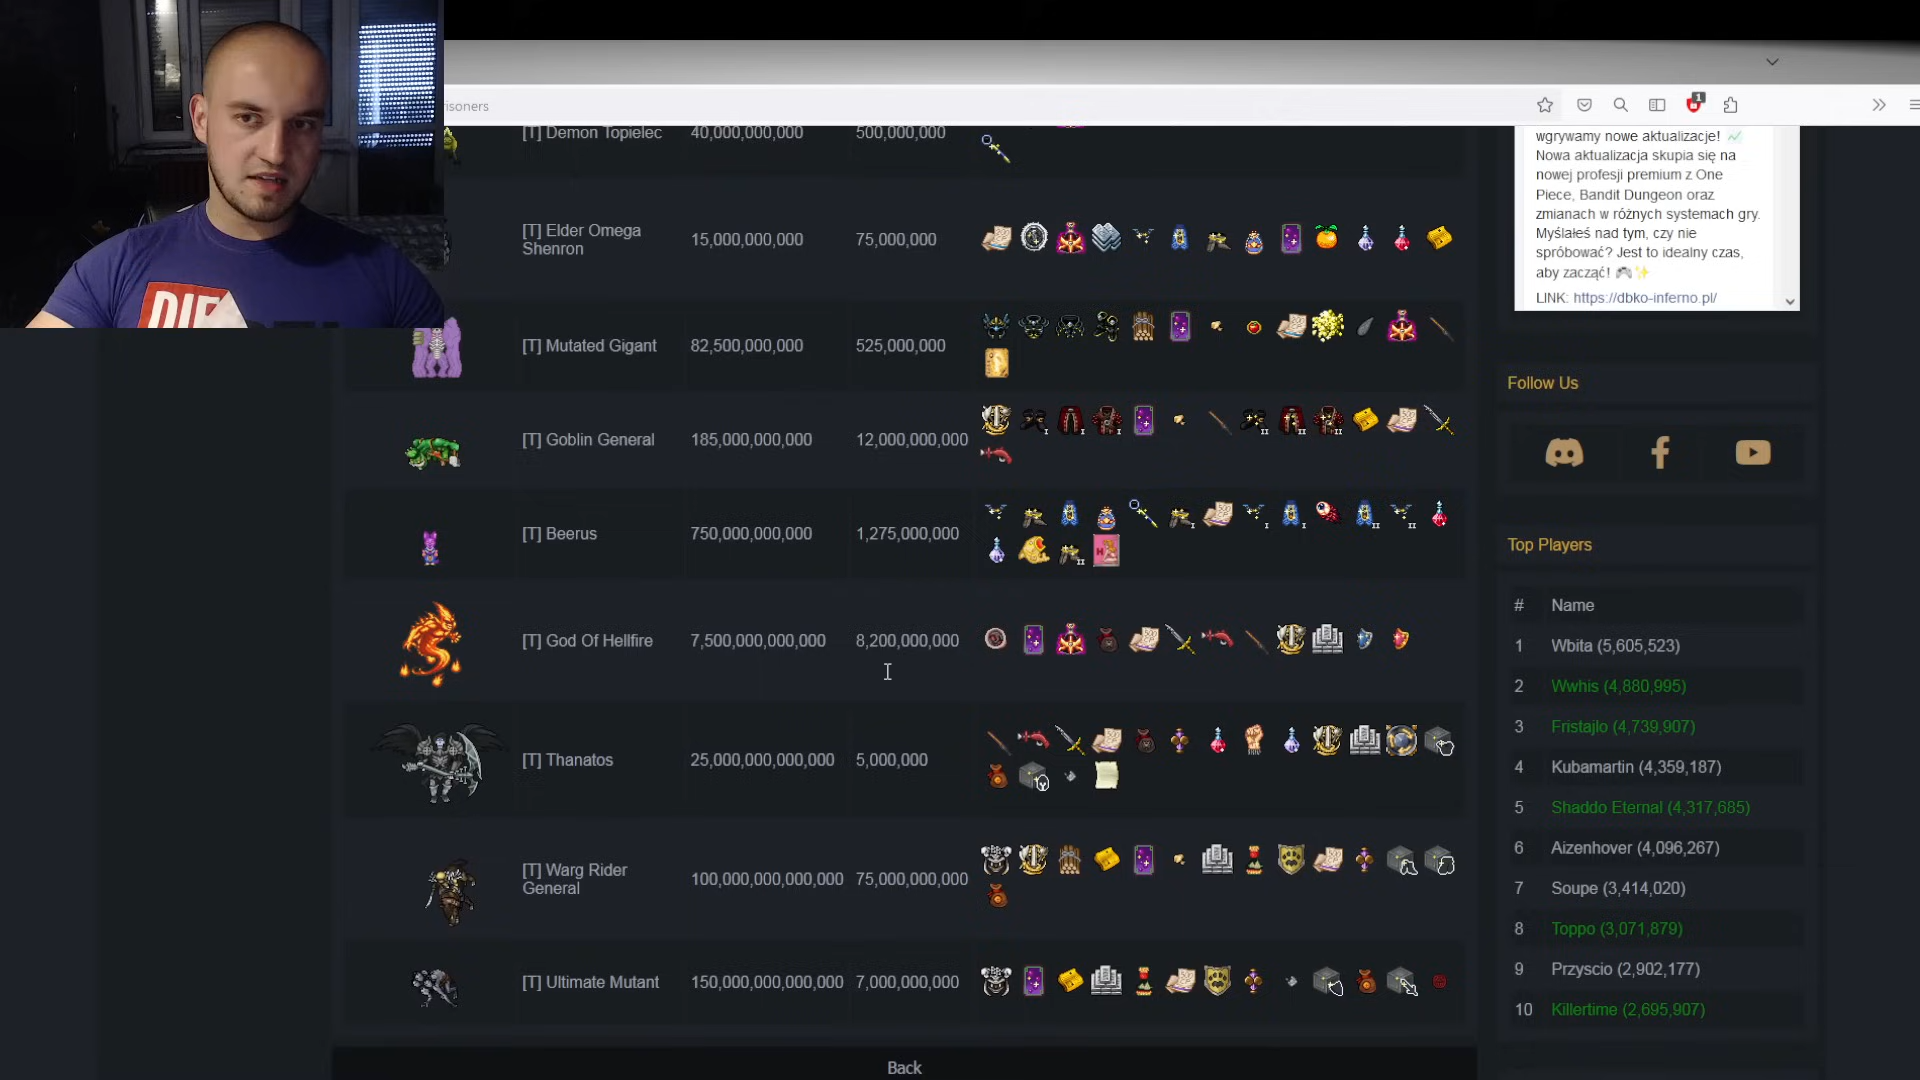 isoners
1
[T] Demon Topielec 40,000,000,000 500,000,000
[T] Elder Omega
Shenron
15,000,000,000 75,000,000
[T] Mutated Gigant 82,500,000,000 525,000,000
[T] Goblin General 185,000,000,000 12,000,000,000
[T] Beerus 750,000,000,000 1,275,000,000
[T] God Of Hellfire 7,500,000,000,000 8,200,000,000
[T] Thanatos 25,000,000,000,000 5,000,000
[T] Warg Rider
General
100,000,000,000,000 75,000,000,000
[T] Ultimate Mutant 150,000,000,000,000 7,000,000,000
Back
wgrywamy nowe aktualizacje!
Nowa aktualizacja skupia się na
nowej profesji premium z One
Piece, Bandit Dungeon oraz
zmianach w różnych systemach gry.
Myślałeś nad tym, czy nie
spróbować? Jest to idealny czas,
aby zacząć!
LINK: https://dbko-inferno.pl/
Follow Us
Top Players
# Name
1 Wbita (5,605,523)
2 Wwhis (4,880,995)
3 Fristajlo (4,739,907)
4 Kubamartin (4,359,187)
5 Shaddo Eternal (4,317,685)
6 Aizenhover (4,096,267)
7 Soupe (3,414,020)
8 Toppo (3,071,879)
9 Przyscio (2,902,177)
10 Killertime (2,695,907)